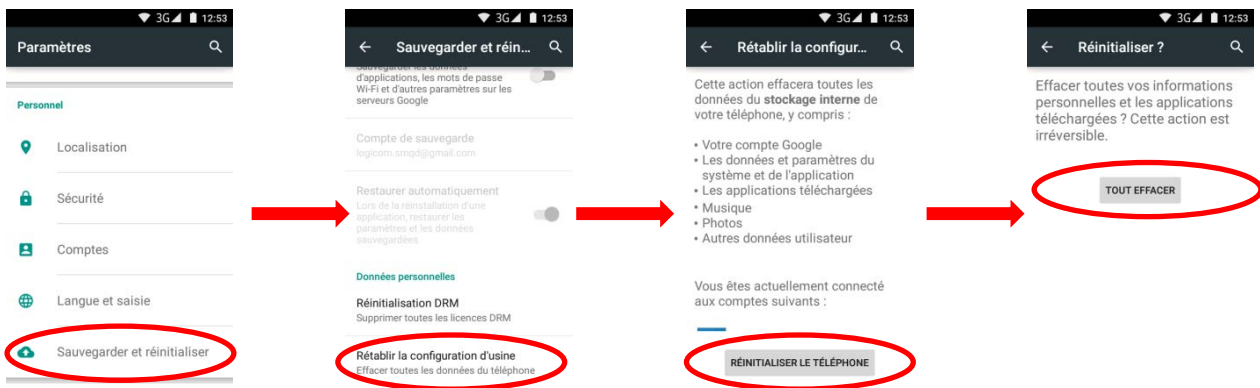 3G 12:53
Paramètres
Personnel
Localisation
Sécurité
Comptes
Langue et saisie
Sauvegarder et réinitialiser
3G 12:53
Sauvegarder et réin...
Sauvegarder les données
d'applications, les mots de passe
Wi-Fi et d'autres paramètres sur les
serveurs Google
Compte de sauvegarde
logicom.smqd@gmail.com
Restaurer automatiquement
Lors de la réinstallation d'une
application, restaurer les
paramètres et les données
sauvegardées
Données personnelles
Réinitialisation DRM
Supprimer toutes les licences DRM
Rétablir la configuration d'usine
Effacer toutes les données du téléphone
3G 12:53
Rétablir la configur...
Cette action effacera toutes les
données du stockage interne de
votre téléphone, y compris :
• Votre compte Google
• Les données et paramètres du
système et de l'application
• Les applications téléchargées
• Musique
• Photos
• Autres données utilisateur
Vous êtes actuellement connecté
aux comptes suivants :
RÉINITIALISER LE TÉLÉPHONE
3G 12:53
Réinitialiser ?
Effacer toutes vos informations
personnelles et les applications
téléchargées ? Cette action est
irréversible.
TOUT EFFACER